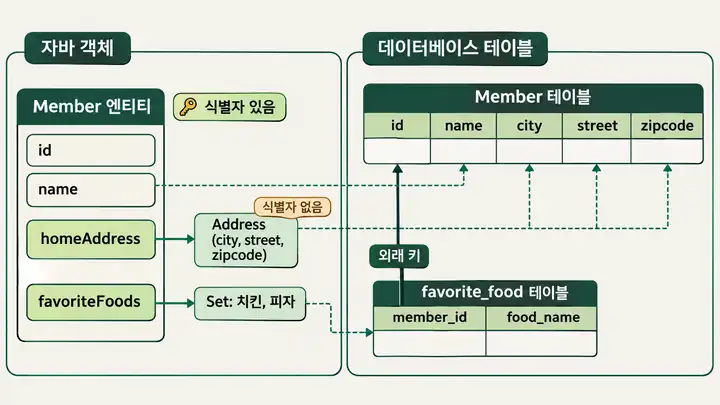 자바 객체
Member 엔티티
식별자 있음
id
name
homeAddress
favoriteFoods
식별자 없음
Address
(city, street,
zipcode)
Set: 치킨, 피자
데이터베이스 테이블
Member 테이블
id name city street zipcode
외래 키
favorite_food 테이블
member_id food_name